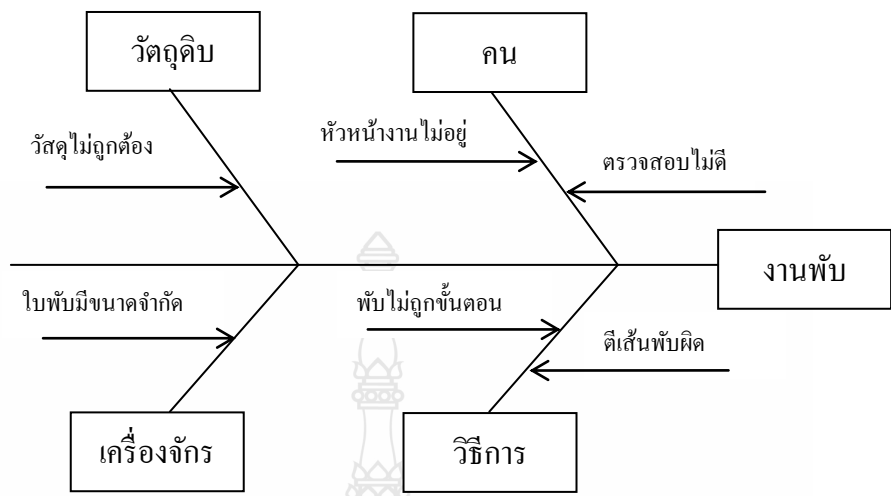 วัตถุดิบ
คน
วัสดุไม่ถูกต้อง
หัวหน้างานไม่อยู่
ตรวจสอบไม่ดี
งานพับ
ใบพับมีขนาดจำกัด
พับไม่ถูกขั้นตอน
ตีเส้นพับผิด
เครื่องจักร
วิธีการ